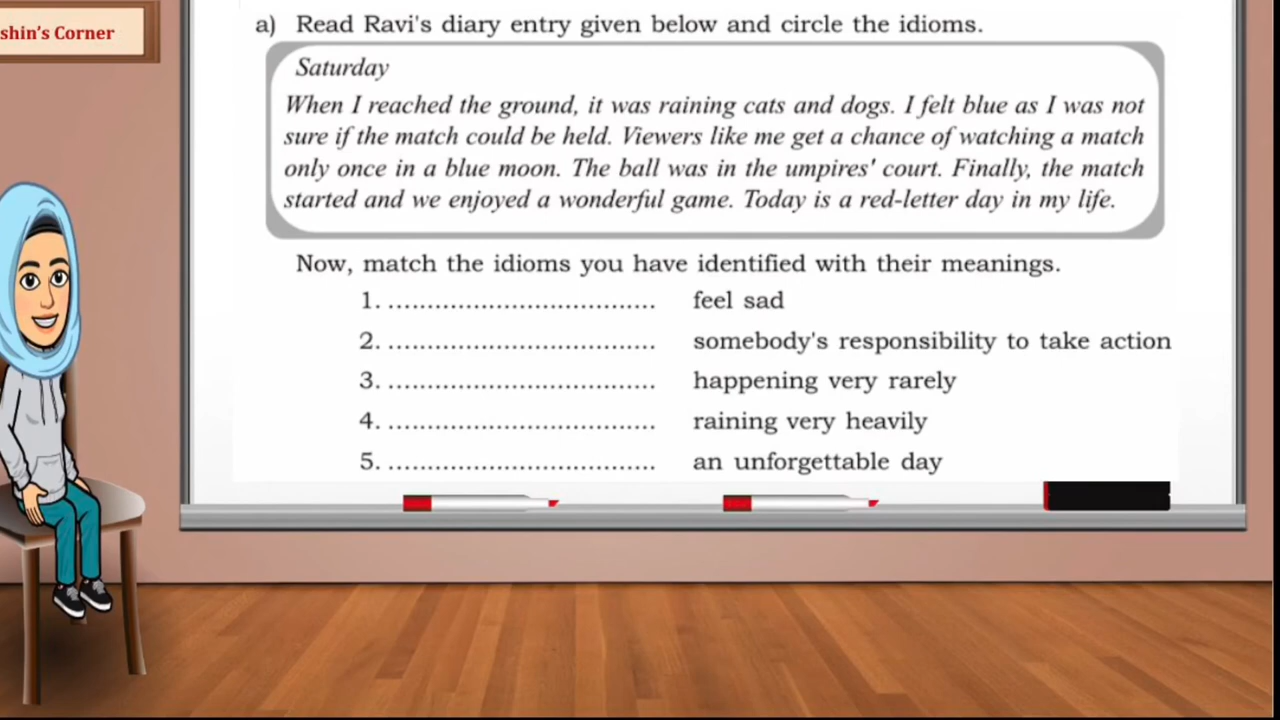 shin's Corner
a) Read Ravi's diary entry given below and circle the idioms.
Saturday
When I reached the ground, it was raining cats and dogs. I felt blue as I was not
sure if the match could be held. Viewers like me get a chance of watching a match
only once in a blue moon. The ball was in the umpires' court. Finally, the match
started and we enjoyed a wonderful game. Today is a red-letter day in my life.
Now, match the idioms you have identified with their meanings.
1. .................................. feel sad
2. .................................. somebody's responsibility to take action
3. .................................. happening very rarely
4. .................................. raining very heavily
5. .................................. an unforgettable day